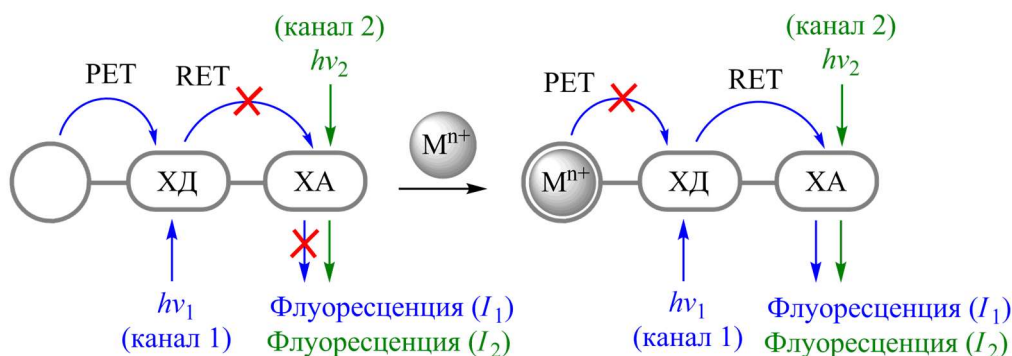 (канал 2)
hν₂
PET
RET
ХД
ХА
hν₁
(канал 1)
Флуоресценция (I₁)
Флуоресценция (I₂)
Mⁿ⁺
(канал 2)
hν₂
PET
RET
Mⁿ⁺
ХД
ХА
hν₁
(канал 1)
Флуоресценция (I₁)
Флуоресценция (I₂)